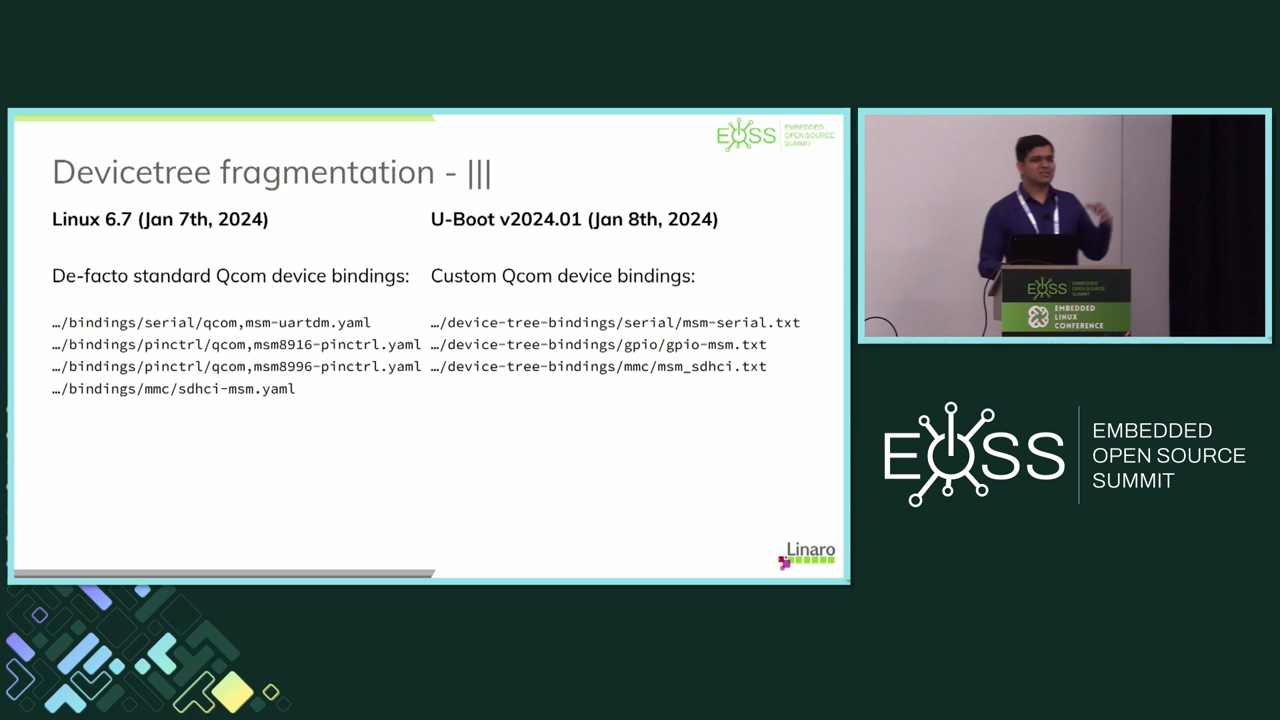 EOSS EMBEDDED
OPEN SOURCE
SUMMIT
Devicetree fragmentation - |||
Linux 6.7 (Jan 7th, 2024)
De-facto standard Qcom device bindings:
…/bindings/serial/qcom,msm-uartdm.yaml
…/bindings/pinctrl/qcom,msm8916-pinctrl.yaml
…/bindings/pinctrl/qcom,msm8996-pinctrl.yaml
…/bindings/mmc/sdhci-msm.yaml
U-Boot v2024.01 (Jan 8th, 2024)
Custom Qcom device bindings:
…/device-tree-bindings/serial/msm-serial.txt
…/device-tree-bindings/gpio/gpio-msm.txt
…/device-tree-bindings/mmc/msm_sdhci.txt
Linaro
EOSS
EMBEDDED
LINUX
CONFERENCE
EOSS
EMBEDDED
OPEN SOURCE
SUMMIT